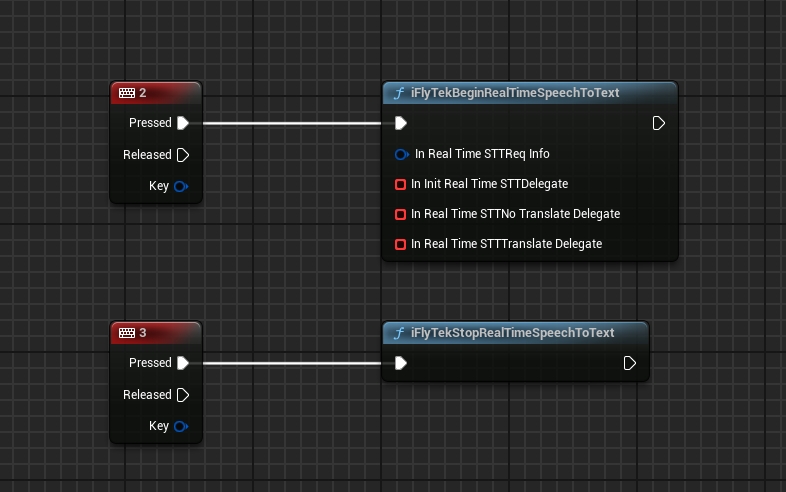 2
Pressed
Released
Key
iFlyTekBeginRealTimeSpeechToText
In Real Time STTReq Info
In Init Real Time STTDelegate
In Real Time STTNo Translate Delegate
In Real Time STTTranslate Delegate
3
Pressed
Released
Key
iFlyTekStopRealTimeSpeechToText